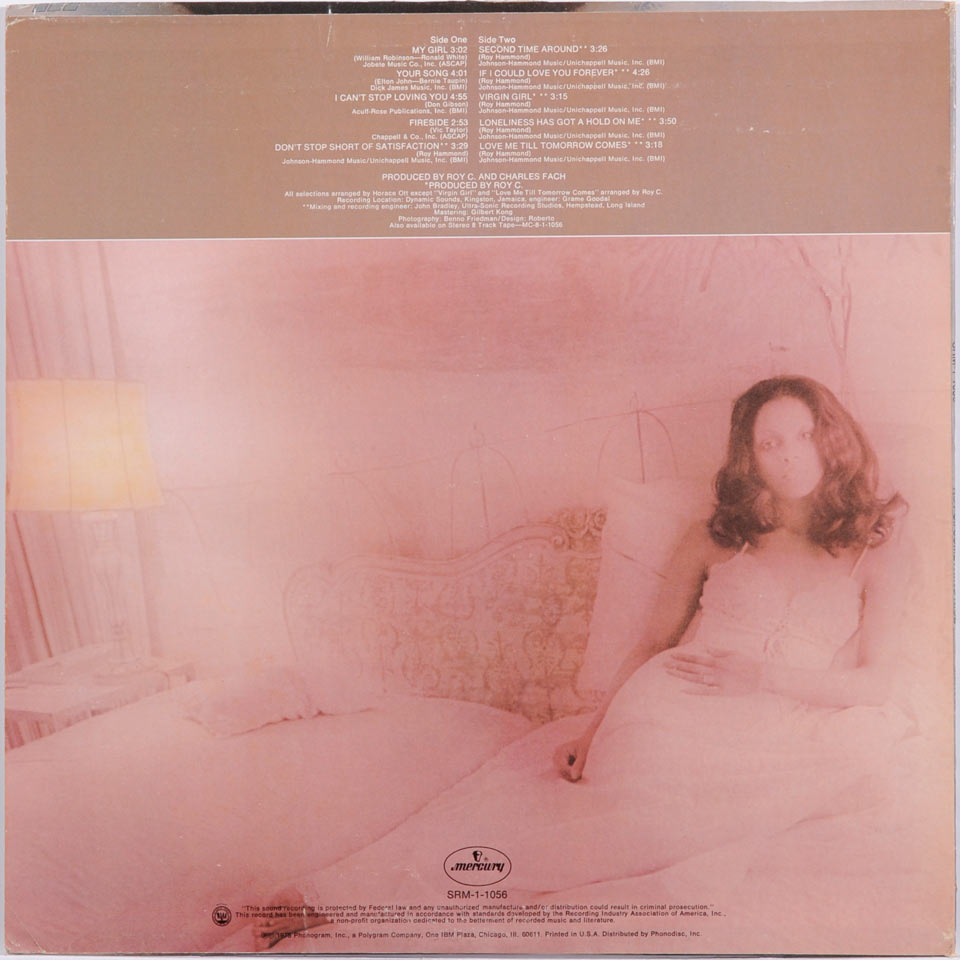 Side One
MY GIRL 3:02
(William Robinson—Ronald White)
Jobete Music Co., Inc. (ASCAP)
YOUR SONG 4:01
(Elton John—Bernie Taupin)
Dick James Music, Inc. (BMI)
I CAN'T STOP LOVING YOU 4:55
(Don Gibson)
Acuff-Rose Publications, Inc. (BMI)
FIRESIDE 2:53
(Vic Taylor)
Chappell & Co., Inc. (ASCAP)
DON'T STOP SHORT OF SATISFACTION** 3:29
(Roy Hammond)
Johnson-Hammond Music/Unichappell Music, Inc. (BMI)
Side Two
SECOND TIME AROUND** 3:26
(Roy Hammond)
Johnson-Hammond Music/Unichappell Music, Inc. (BMI)
IF I COULD LOVE YOU FOREVER* ** 4:26
(Roy Hammond)
Johnson-Hammond Music/Unichappell Music, Inc. (BMI)
VIRGIN GIRL* ** 3:15
(Roy Hammond)
Johnson-Hammond Music/Unichappell Music, Inc. (BMI)
LONELINESS HAS GOT A HOLD ON ME* ** 3:50
(Roy Hammond)
Johnson-Hammond Music/Unichappell Music, Inc. (BMI)
LOVE ME TILL TOMORROW COMES* ** 3:18
(Roy Hammond)
Johnson-Hammond Music/Unichappell Music, Inc. (BMI)
PRODUCED BY ROY C. AND CHARLES FACH
*PRODUCED BY ROY C.
All selections arranged by Horace Ott except "Virgin Girl" and "Love Me Till Tomorrow Comes" arranged by Roy C.
Recording Location: Dynamic Sounds, Kingston, Jamaica, engineer: Greme Goodal
**Mixing and recording engineer: John Bradley, Ultra-Sonic Recording Studios, Hempstead, Long Island
Mastering: Gilbert Kong
Photography: Benno Friedman/Design: Roberto
Also available on Stereo 8 Track Tape—MC-8-1-1056
mercury
SRM-1-1056
"This sound recording is protected by Federal law and any unauthorized manufacture and/or distribution could result in criminal prosecution."
This record has been engineered and manufactured in accordance with standards developed by the Recording Industry Association of America, Inc.,
a non-profit organization dedicated to the betterment of recorded music and literature.
Phonogram, Inc., a Polygram Company, One IBM Plaza, Chicago, Ill. 60611. Printed in U.S.A. Distributed by Phonodisc, Inc.